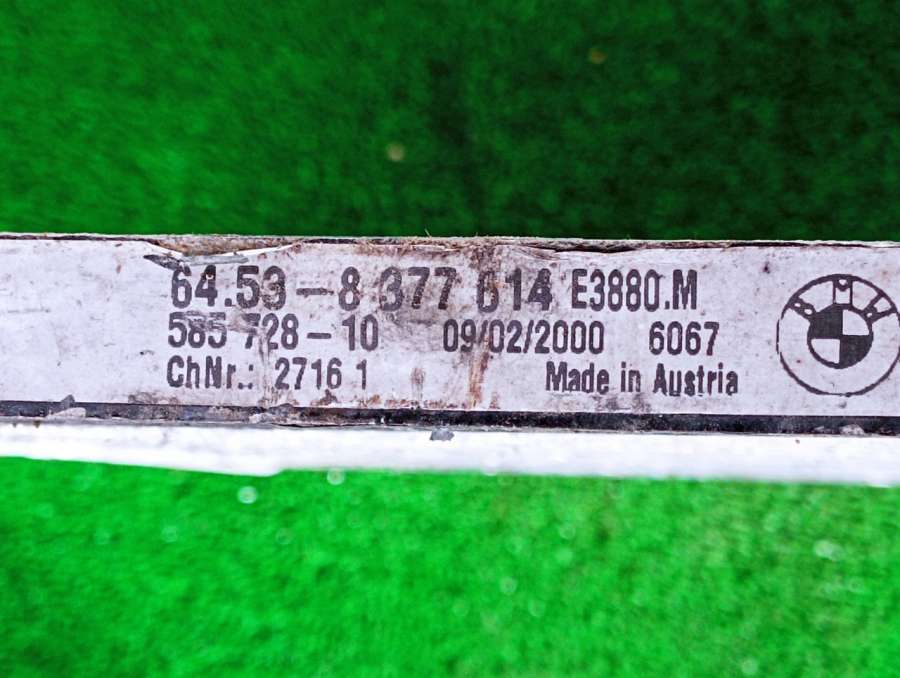 64.53-8 377 614 E3880.M
585 728-10 09/02/2000 6067
ChNr.: 2716 1 Made in Austria